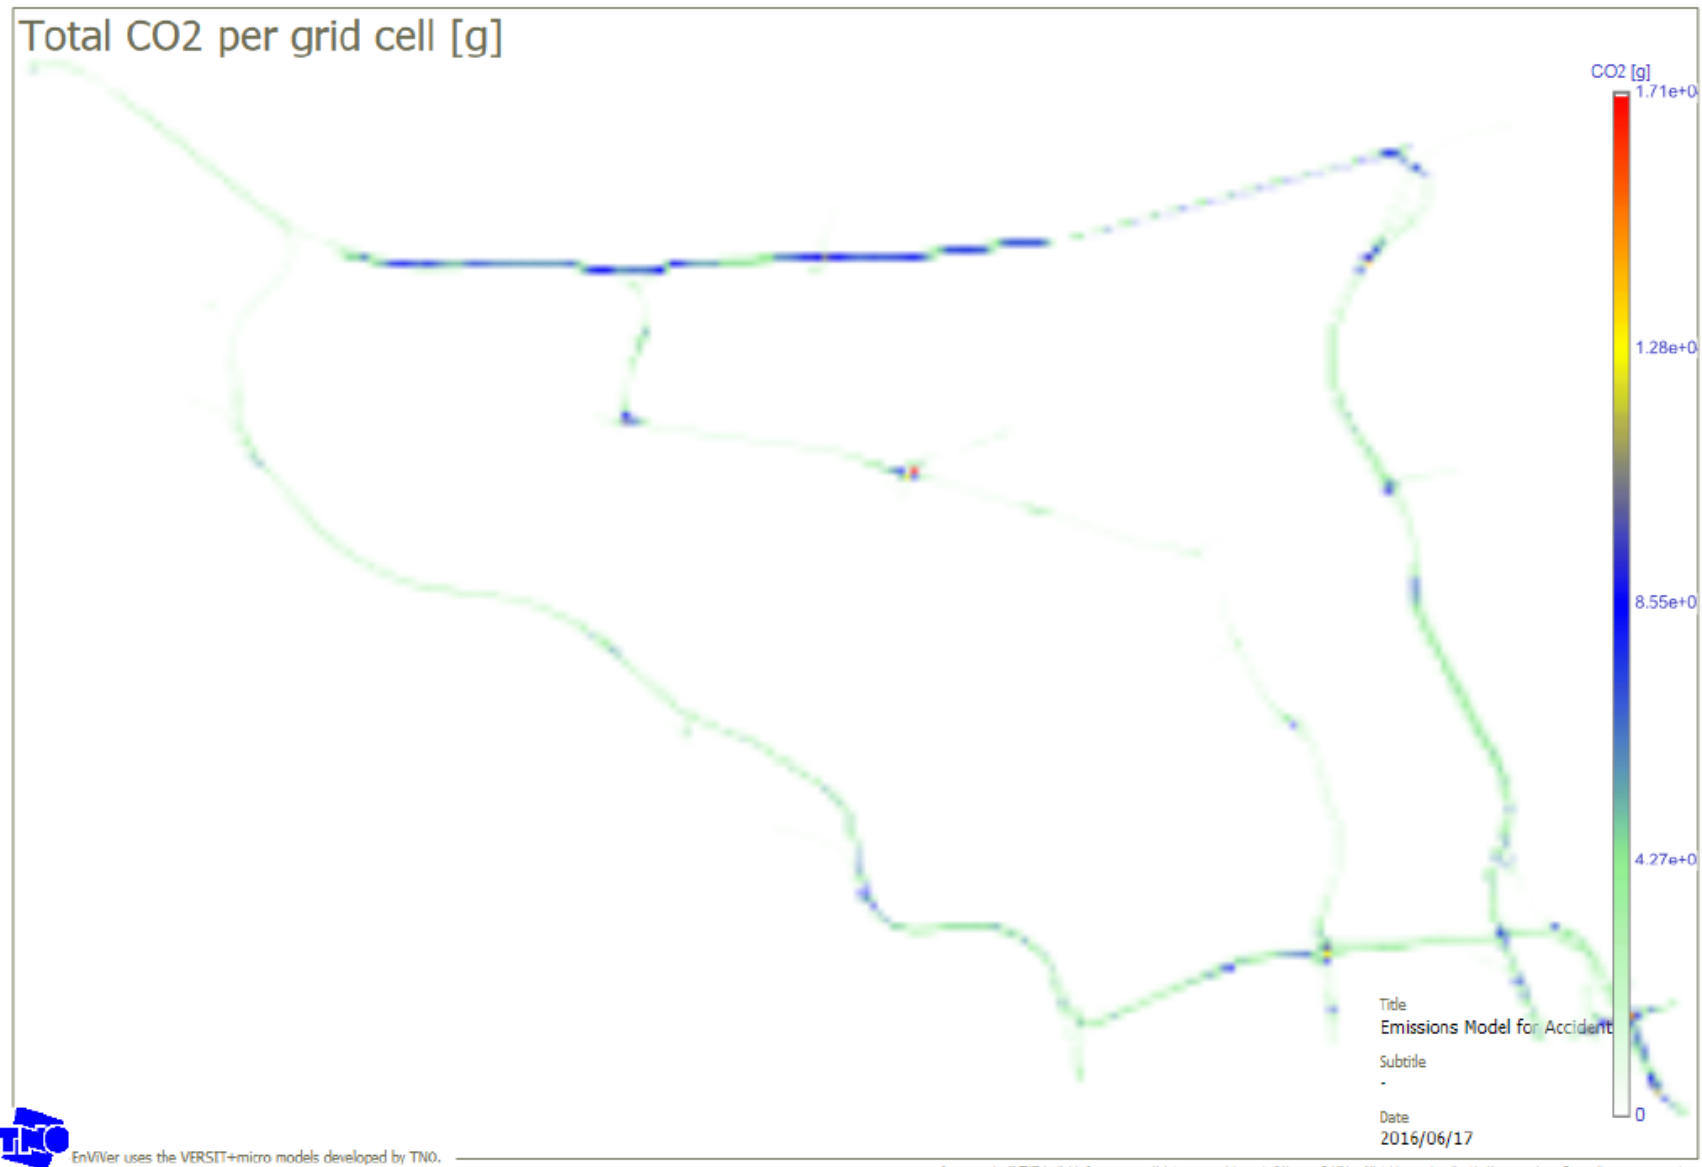 Total CO2 per grid cell [g]
CO2 [g]
1.71e+0
1.28e+0
8.55e+0
4.27e+0
0
Title
Emissions Model for Accident
Subtitle
-
Date
2016/06/17
TNO
EnViVer uses the VERSIT+micro models developed by TNO.